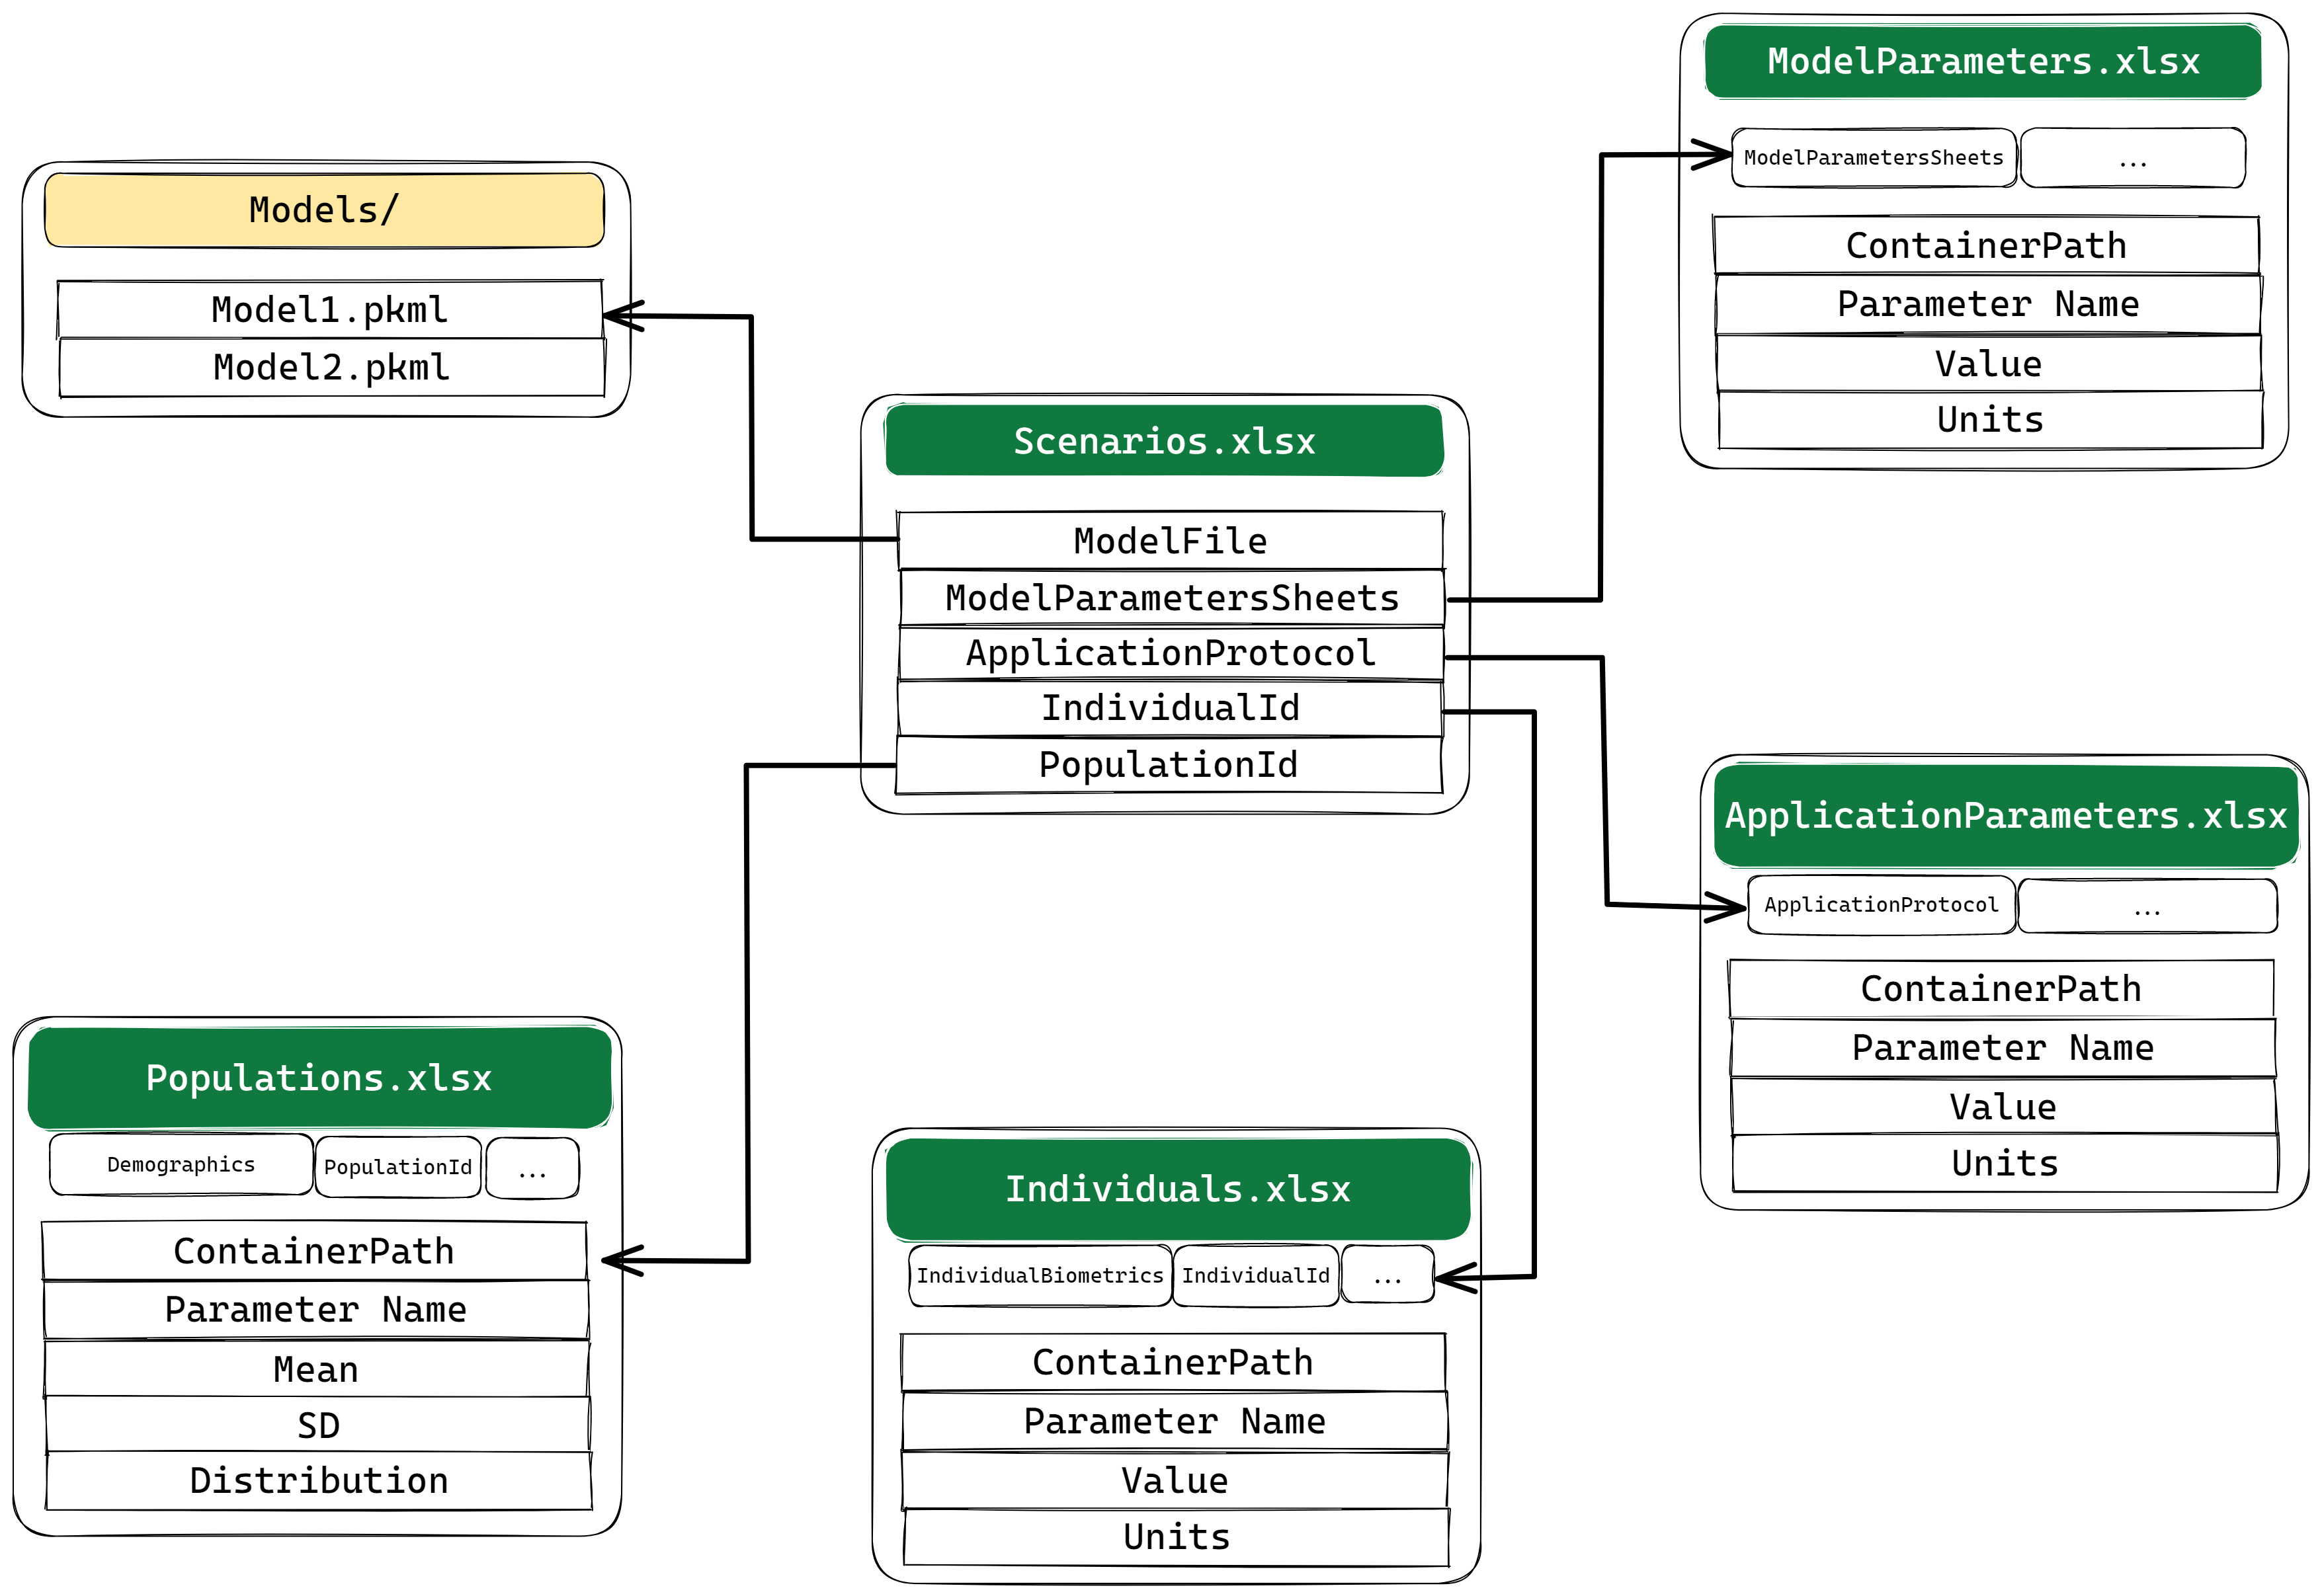 Models/
Model1.pkml
Model2.pkml
Scenarios.xlsx
ModelFile
ModelParametersSheets
ApplicationProtocol
IndividualId
PopulationId
ModelParameters.xlsx
ModelParametersSheets
...
ContainerPath
Parameter Name
Value
Units
ApplicationParameters.xlsx
ApplicationProtocol
...
ContainerPath
Parameter Name
Value
Units
Populations.xlsx
Demographics
PopulationId
...
ContainerPath
Parameter Name
Mean
SD
Distribution
Individuals.xlsx
IndividualBiometrics
IndividualId
...
ContainerPath
Parameter Name
Value
Units